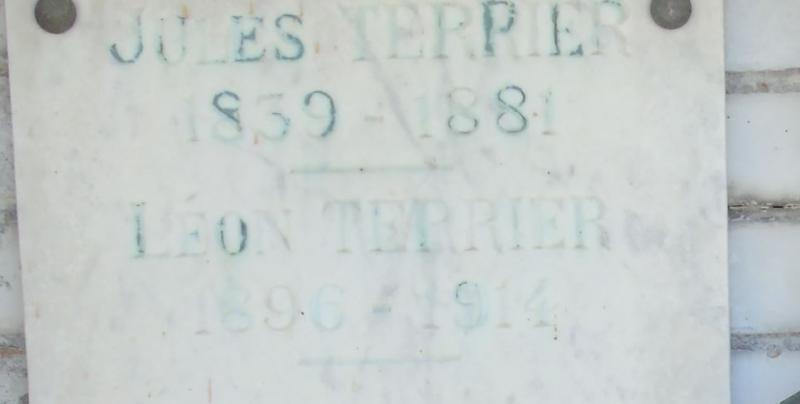 JULES TERRIER
1839 - 1881
LÉON TERRIER
1896 - 1914